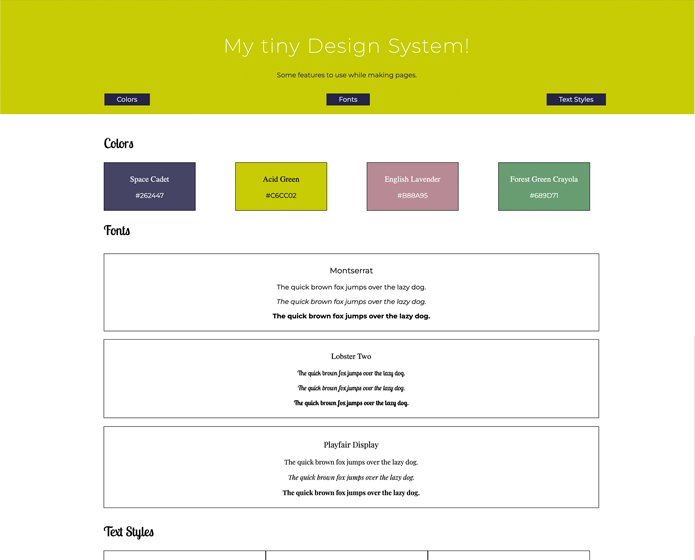 My tiny Design System!
Some features to use while making pages.
Colors
Fonts
Text Styles
Colors
Space Cadet
#262447
Acid Green
#C6CC02
English Lavender
#B88A95
Forest Green Crayola
#689D71
Fonts
Montserrat
The quick brown fox jumps over the lazy dog.
The quick brown fox jumps over the lazy dog.
The quick brown fox jumps over the lazy dog.
Lobster Two
The quick brown fox jumps over the lazy dog.
The quick brown fox jumps over the lazy dog.
The quick brown fox jumps over the lazy dog.
Playfair Display
The quick brown fox jumps over the lazy dog.
The quick brown fox jumps over the lazy dog.
The quick brown fox jumps over the lazy dog.
Text Styles